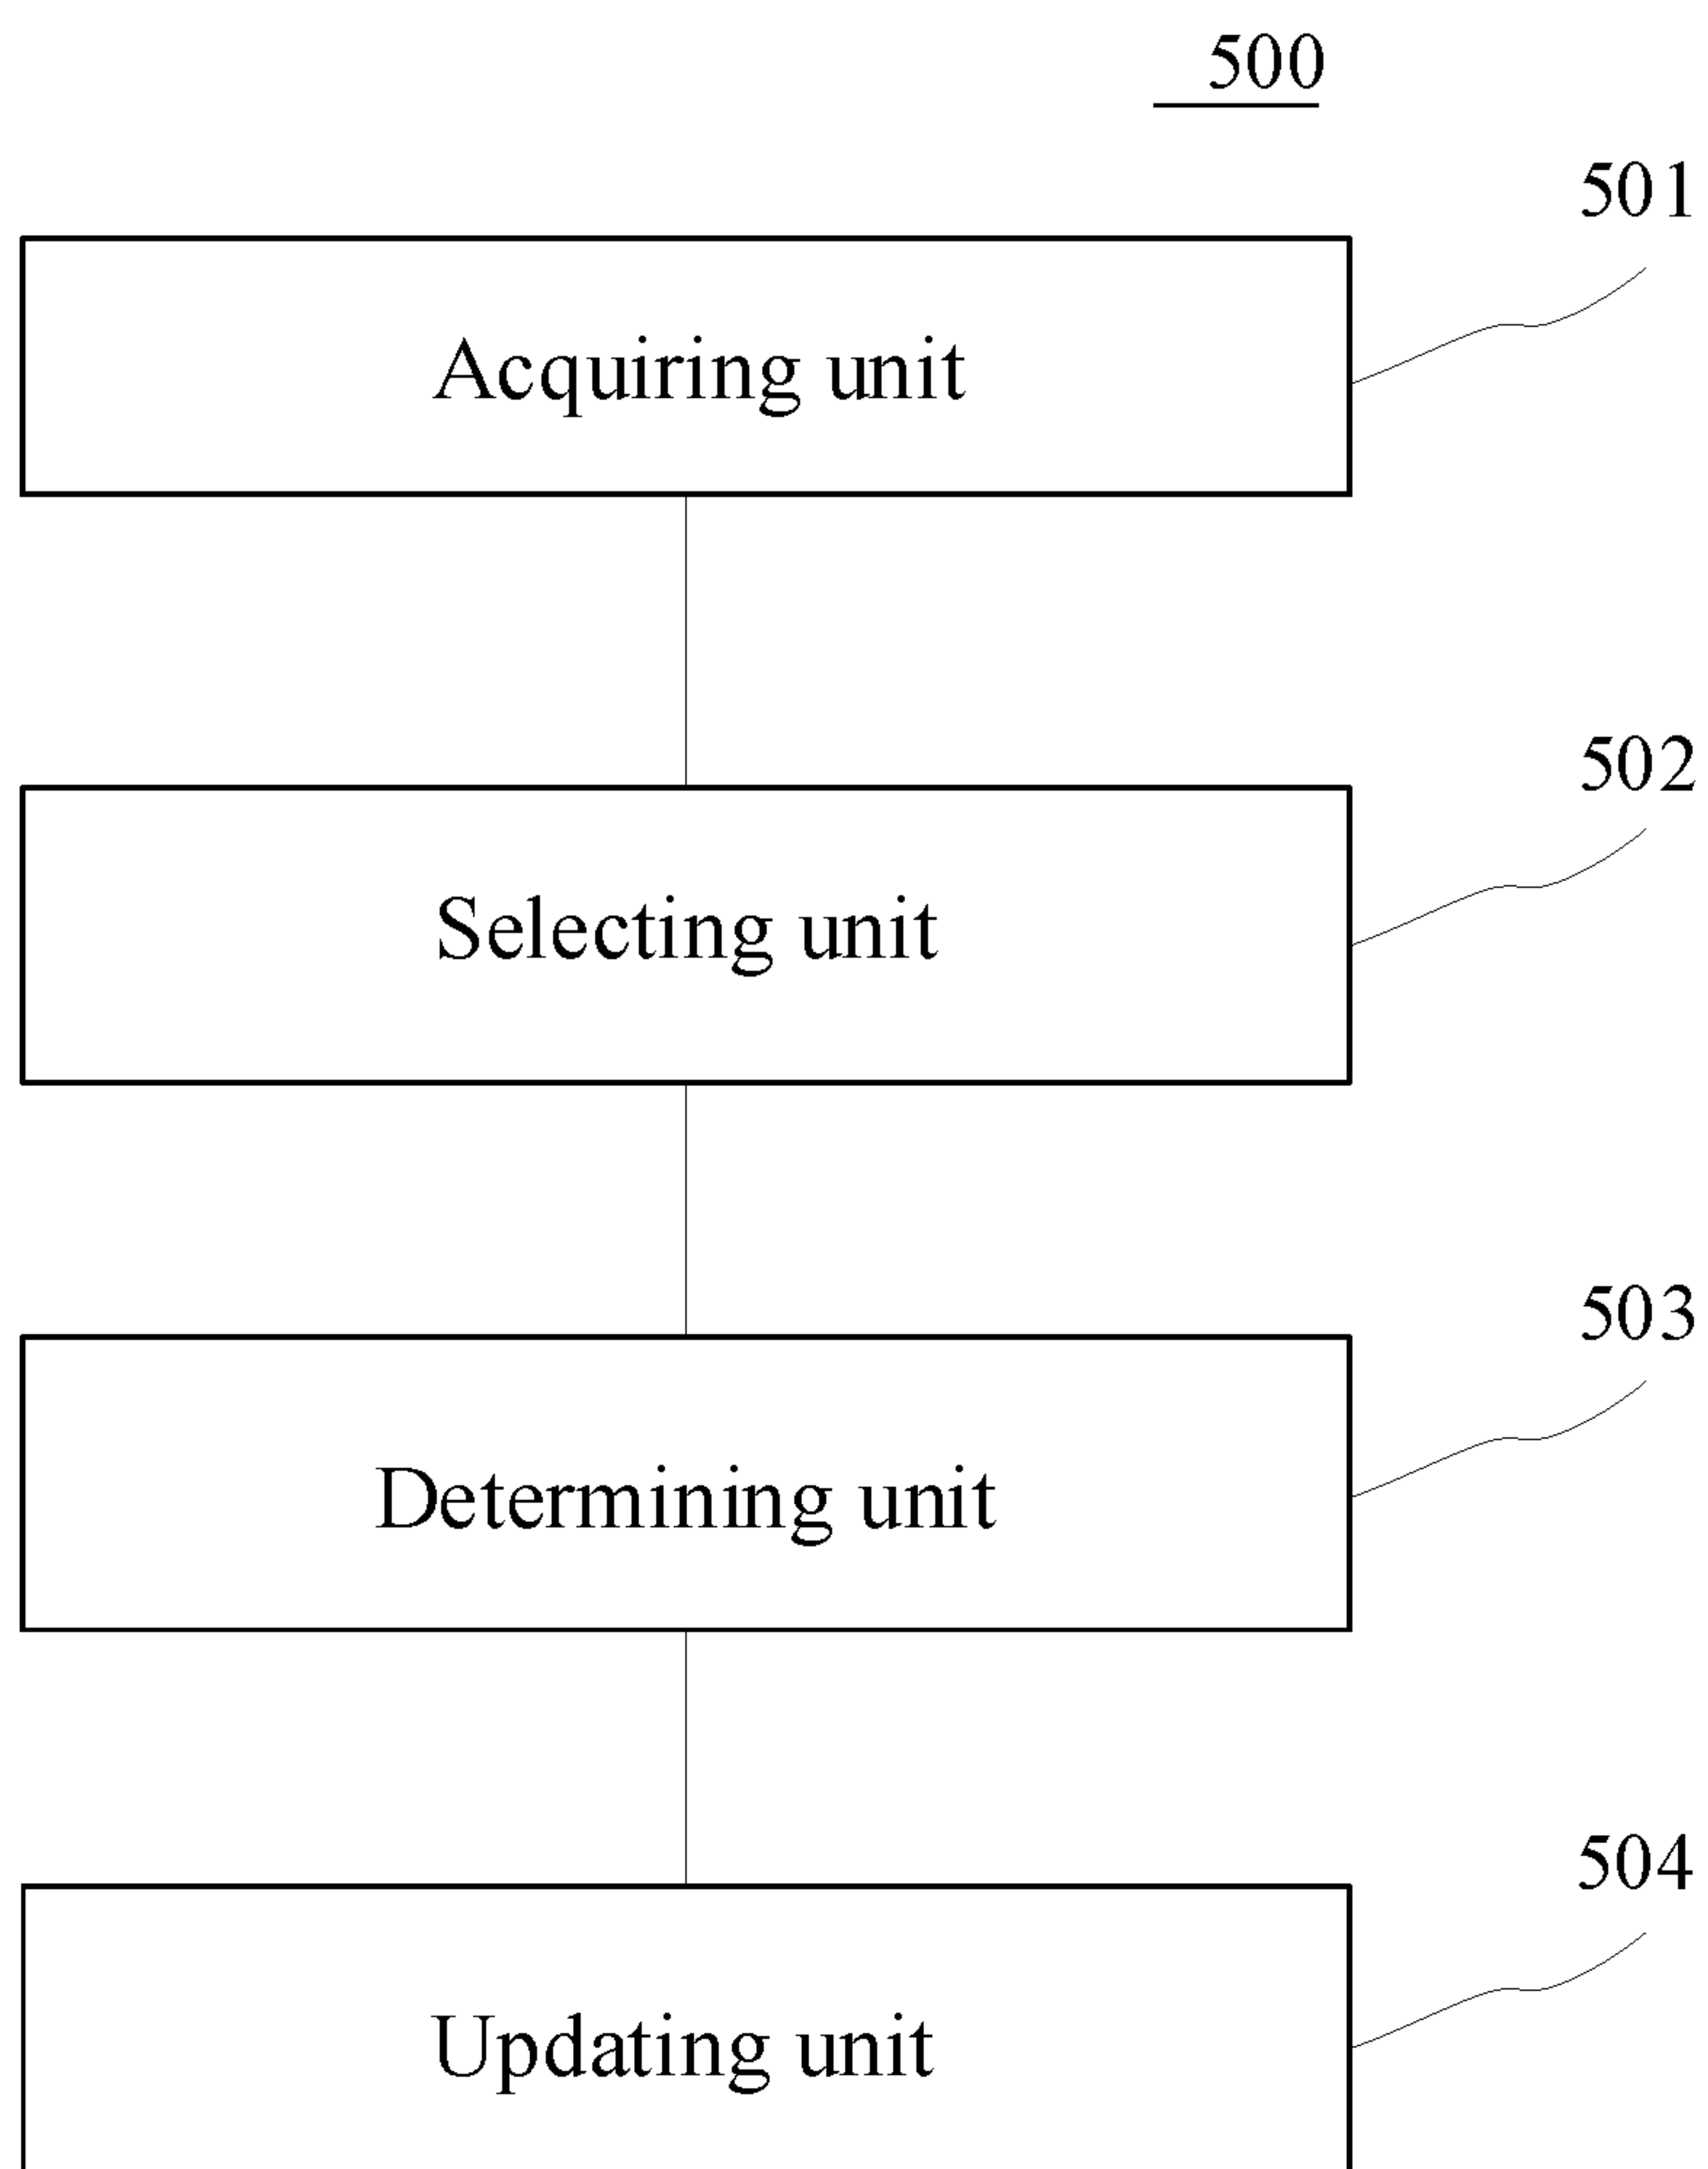 500
501
Acquiring unit
502
Selecting unit
503
Determining unit
504
Updating unit